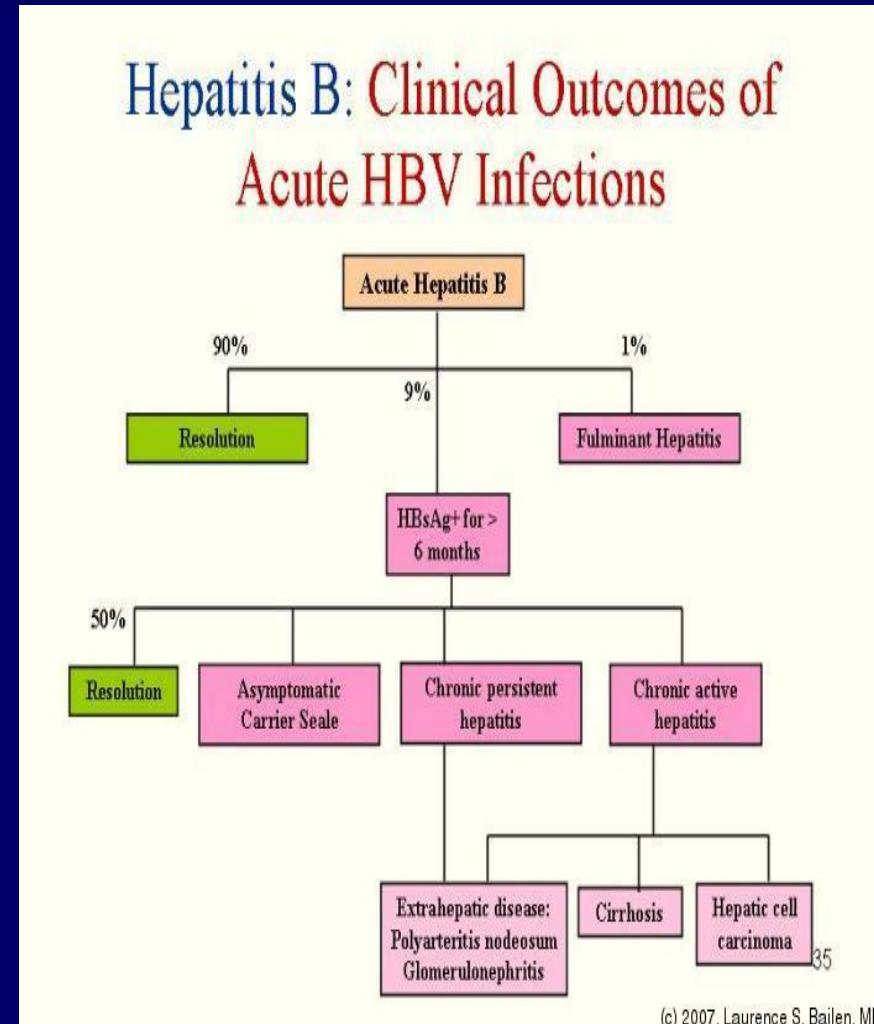 Hepatitis B: Clinical Outcomes of
Acute HBV Infections
Acute Hepatitis B
90%
1%
9%
Resolution
Fulminant Hepatitis
HBsAg+ for >
6 months
50%
Resolution
Asymptomatic
Carrier Seale
Chronic persistent
hepatitis
Chronic active
hepatitis
Extrahepatic disease:
Polyarteritis nodeosum
Glomerulonephritis
Cirrhosis
Hepatic cell
carcinoma
35
(c) 2007, Laurence S. Bailen, M